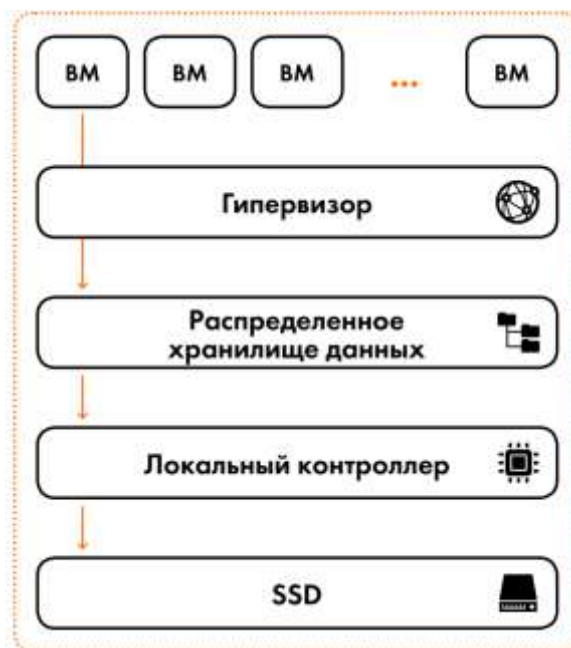 ВМ ВМ ВМ ... ВМ
Гипервизор
Распределенное
хранилище данных
Локальный контроллер
SSD